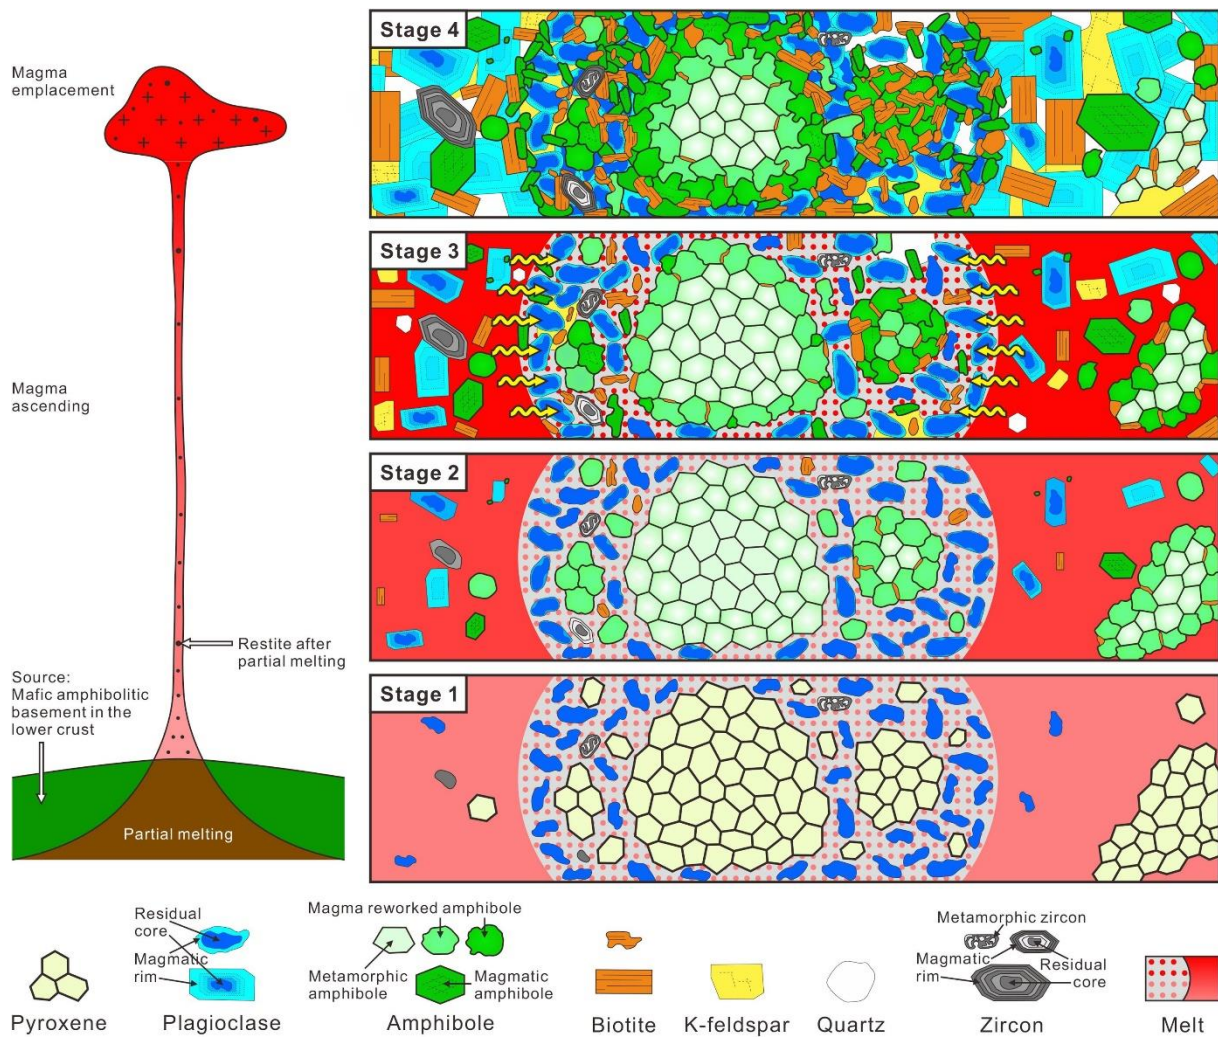 Magma
emplacement
Magma
ascending
Restite after
partial melting
Source:
Mafic amphibolitic
basement in the
lower crust
Partial melting
Stage 4
Stage 3
Stage 2
Stage 1
Pyroxene
Residual
core
Magmatic
rim
Plagioclase
Magma reworked amphibole
Metamorphic
amphibole
Magmatic
amphibole
Amphibole
Biotite
K-feldspar
Quartz
Metamorphic zircon
Magmatic
rim
Residual
core
Zircon
Melt